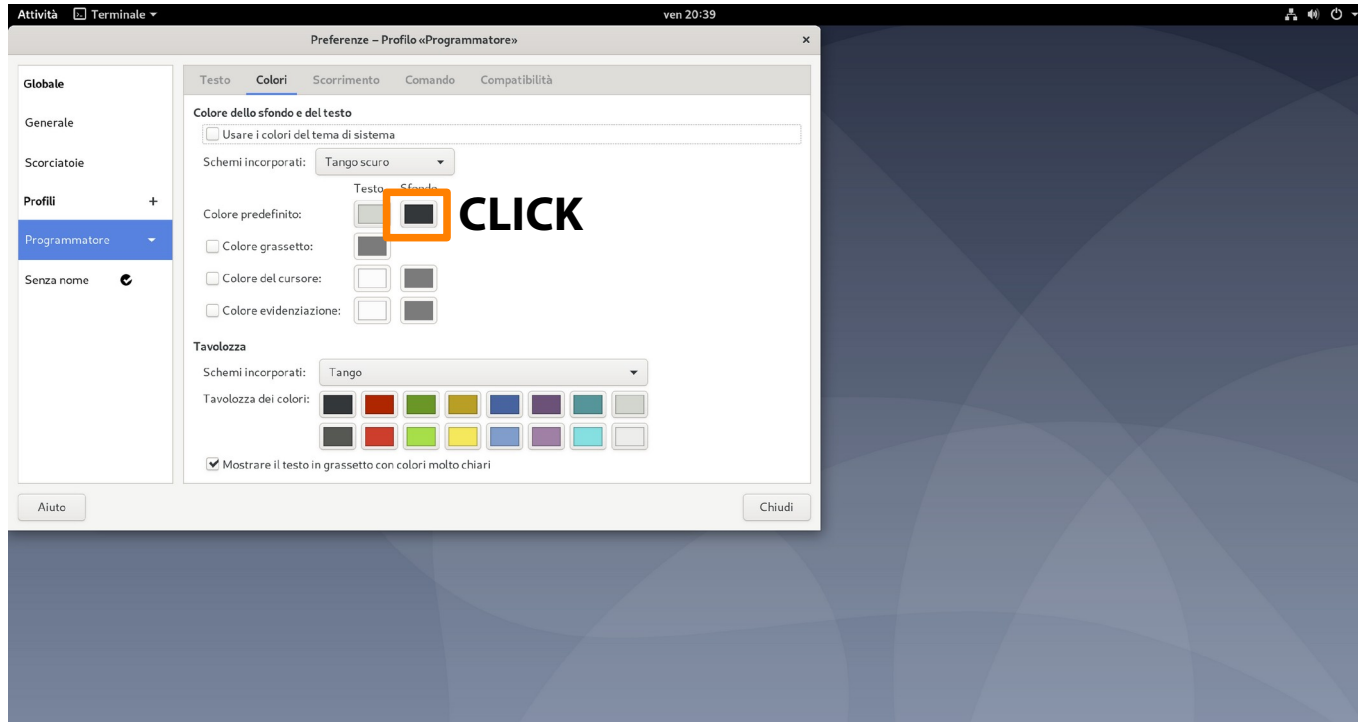 Attività Terminale ven 20:39
Preferenze – Profilo «Programmatore»
Globale
Generale
Scorciatoie
Profili +
Programmatore
Senza nome
Testo Colori Scorrimento Comando Compatibilità
Colore dello sfondo e del testo
Usare i colori del tema di sistema
Schemi incorporati: Tango scuro
Testo Sfondo
Colore predefinito:
CLICK
Colore grassetto:
Colore del cursore:
Colore evidenziazione:
Tavolozza
Schemi incorporati: Tango
Tavolozza dei colori:
Mostrare il testo in grassetto con colori molto chiari
Aiuto Chiudi